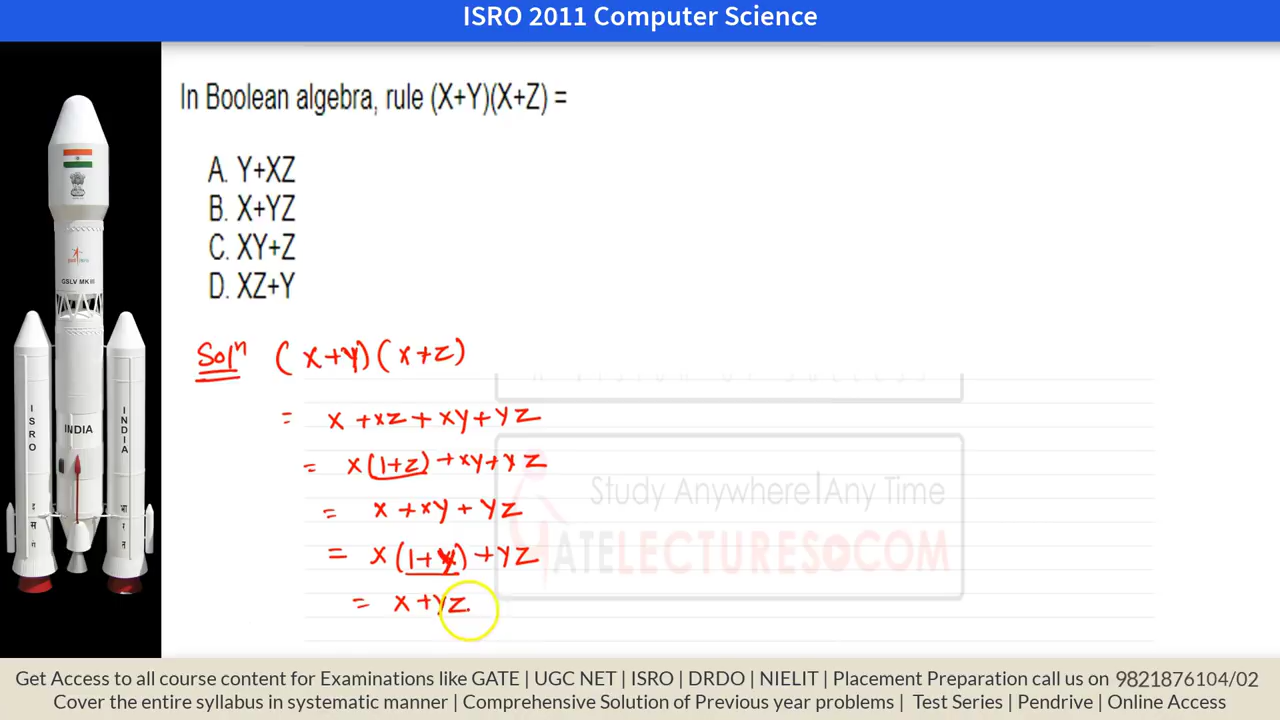 ISRO 2011 Computer Science
In Boolean algebra, rule (X+Y)(X+Z) =
A. Y+XZ
B. X+YZ
C. XY+Z
D. XZ+Y
Solⁿ (X+Y)(X+Z)
= X+XZ+XY+YZ
= X(1+Z)+XY+YZ
= X+XY+YZ
= X(1+Y)+YZ
= X+YZ.
GSLV MK III
ISRO
INDIA
INDIA
Study Anywhere|Any Time
ATELECTURES.COM
Get Access to all course content for Examinations like GATE | UGC NET | ISRO | DRDO | NIELIT | Placement Preparation call us on 9821876104/02
Cover the entire syllabus in systematic manner | Comprehensive Solution of Previous year problems | Test Series | Pendrive | Online Access